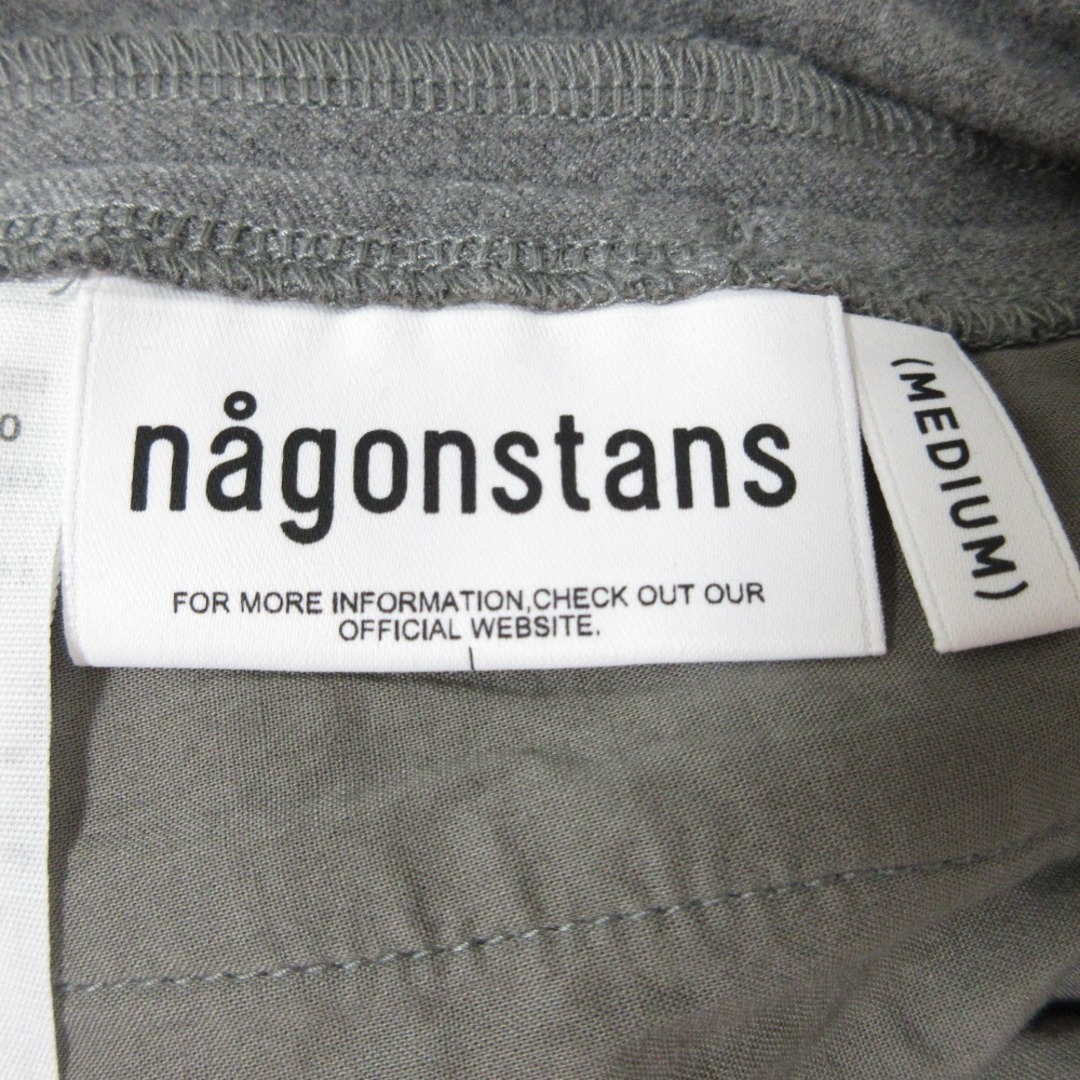 någonstans
FOR MORE INFORMATION,CHECK OUT OUR
OFFICIAL WEBSITE.
(MEDIUM)